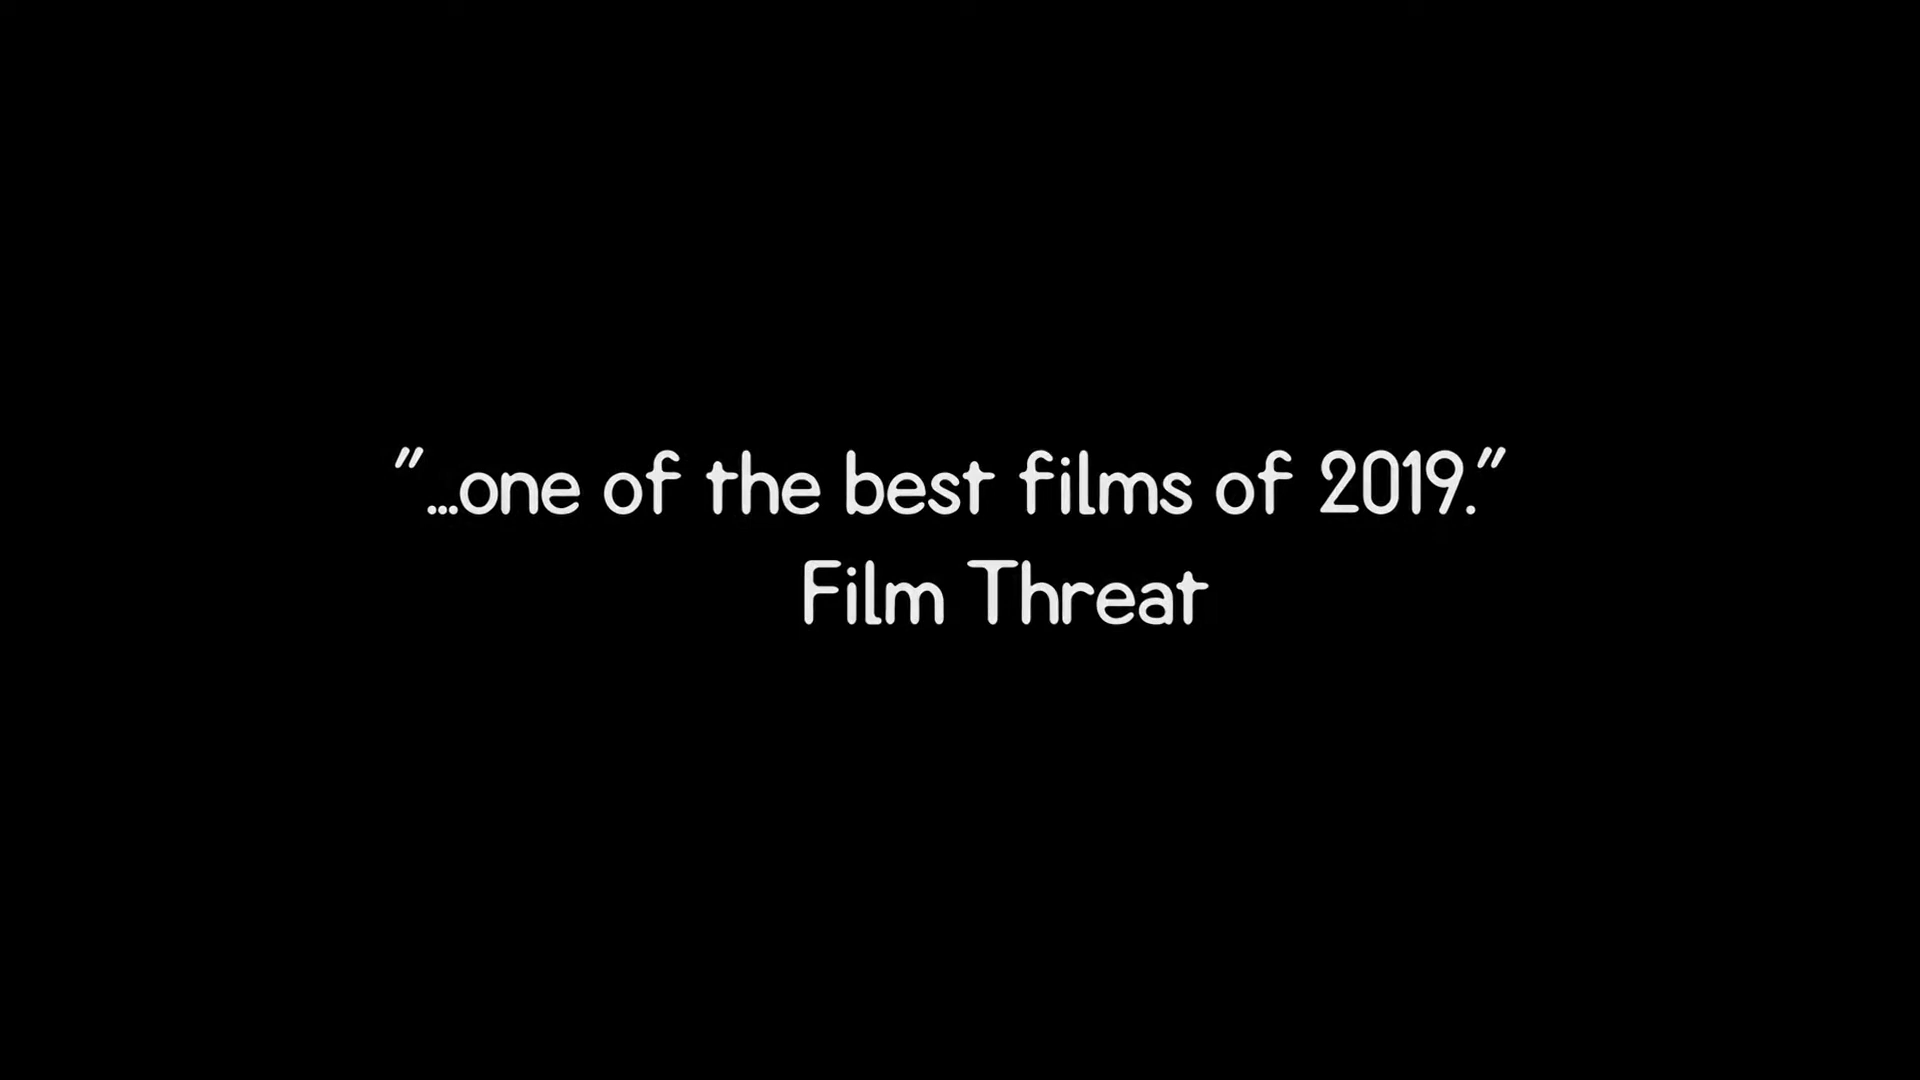 "...one of the best films of 2019."
Film Threat